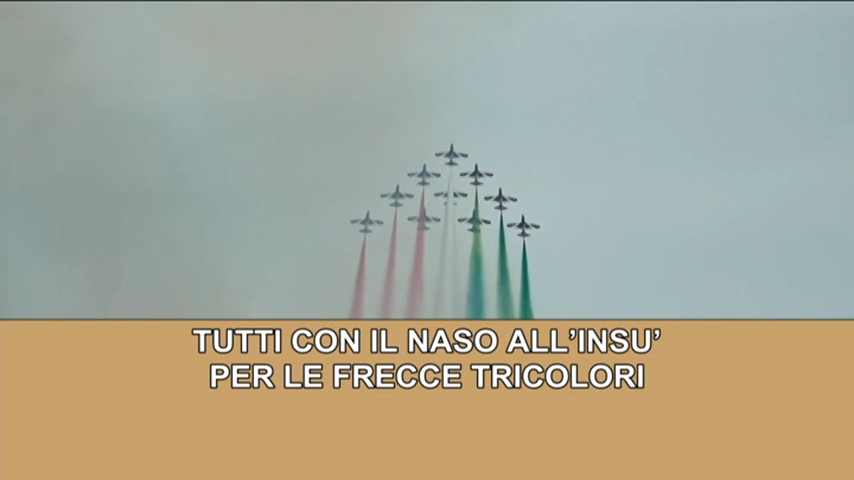 TUTTI CON IL NASO ALL’INSU’
PER LE FRECCE TRICOLORI